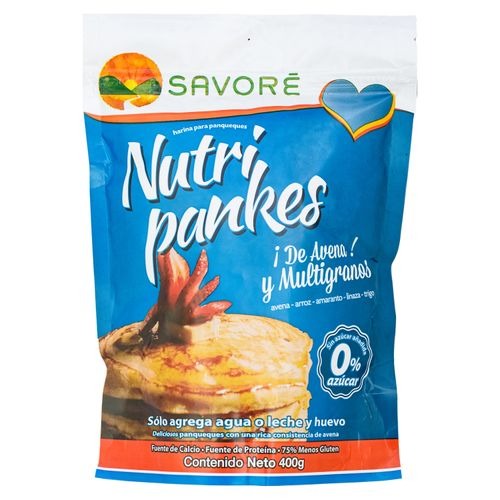 SAVORÉ
harina para panqueques
Nutri
pankes
¡De Avena!
y Multigranos
avena - arroz - amaranto - linaza - trigo
Sin azúcar añadida
0%
azúcar
Sólo agrega agua o leche y huevo
Deliciosos panqueques con una rica consistencia de avena
Fuente de Calcio - Fuente de Proteína - 75% Menos Gluten
Contenido Neto 400g